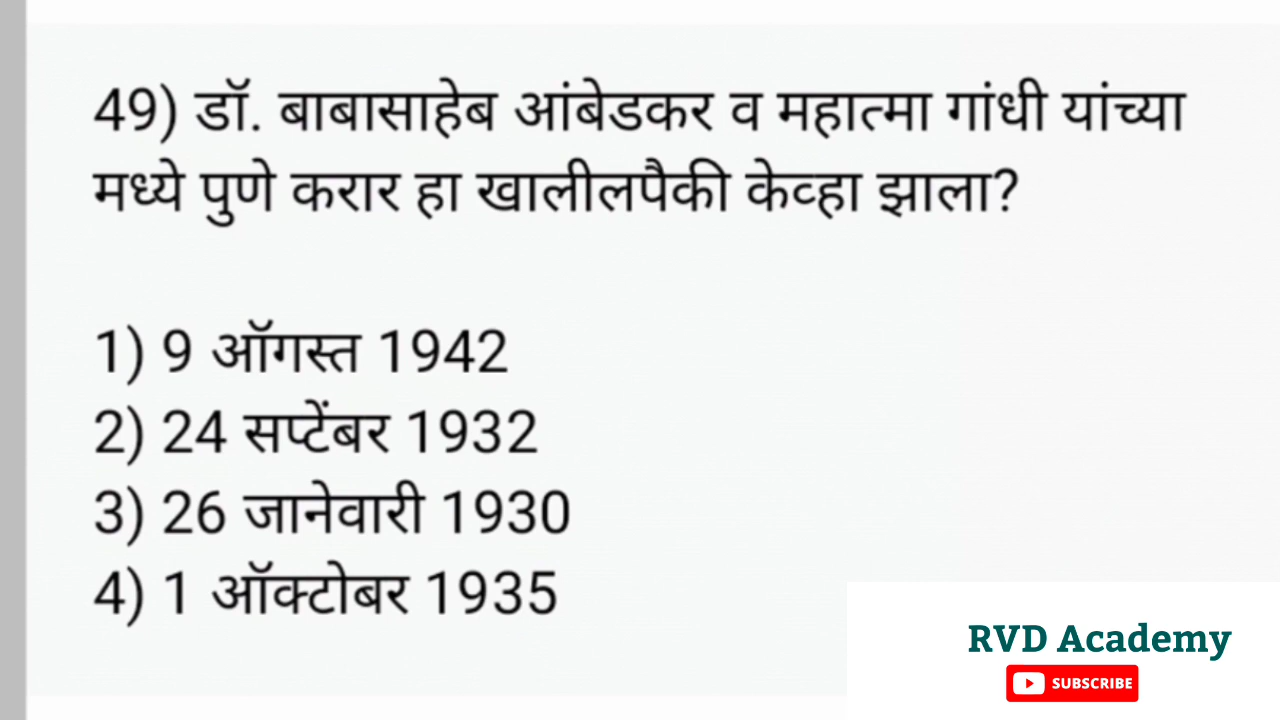 49) डॉ. बाबासाहेब आंबेडकर व महात्मा गांधी यांच्या
मध्ये पुणे करार हा खालीलपैकी केव्हा झाला?
1) 9 ऑगस्त 1942
2) 24 सप्टेंबर 1932
3) 26 जानेवारी 1930
4) 1 ऑक्टोबर 1935
RVD Academy
SUBSCRIBE